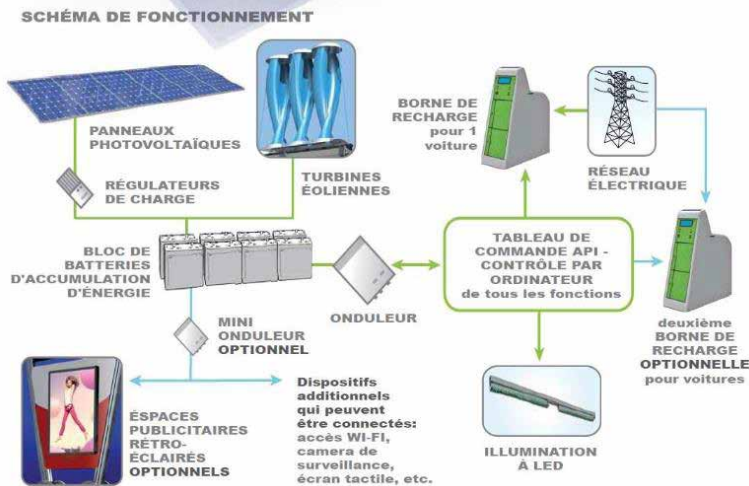 SCHÉMA DE FONCTIONNEMENT
PANNEAUX
PHOTOVOLTAÏQUES
RÉGULATEURS
DE CHARGE
TURBINES
ÉOLIENNES
BORNE DE
RECHARGE
pour 1
voiture
RÉSEAU
ÉLECTRIQUE
BLOC DE
BATTERIES
D'ACCUMULATION
D'ÉNERGIE
ONDULEUR
TABLEAU DE
COMMANDE API -
CONTRÔLE PAR
ORDINATEUR
de tous les fonctions
deuxième
BORNE DE
RECHARGE
OPTIONNELLE
pour voitures
MINI
ONDULEUR
OPTIONNEL
ÉSPACES
PUBLICITAIRES
RÉTRO-
ÉCLAIRÉS
OPTIONNELS
Dispositifs
additionnels
qui peuvent
être connectés:
accès WI-FI,
camera de
surveillance,
écran tactile, etc.
ILLUMINATION
À LED